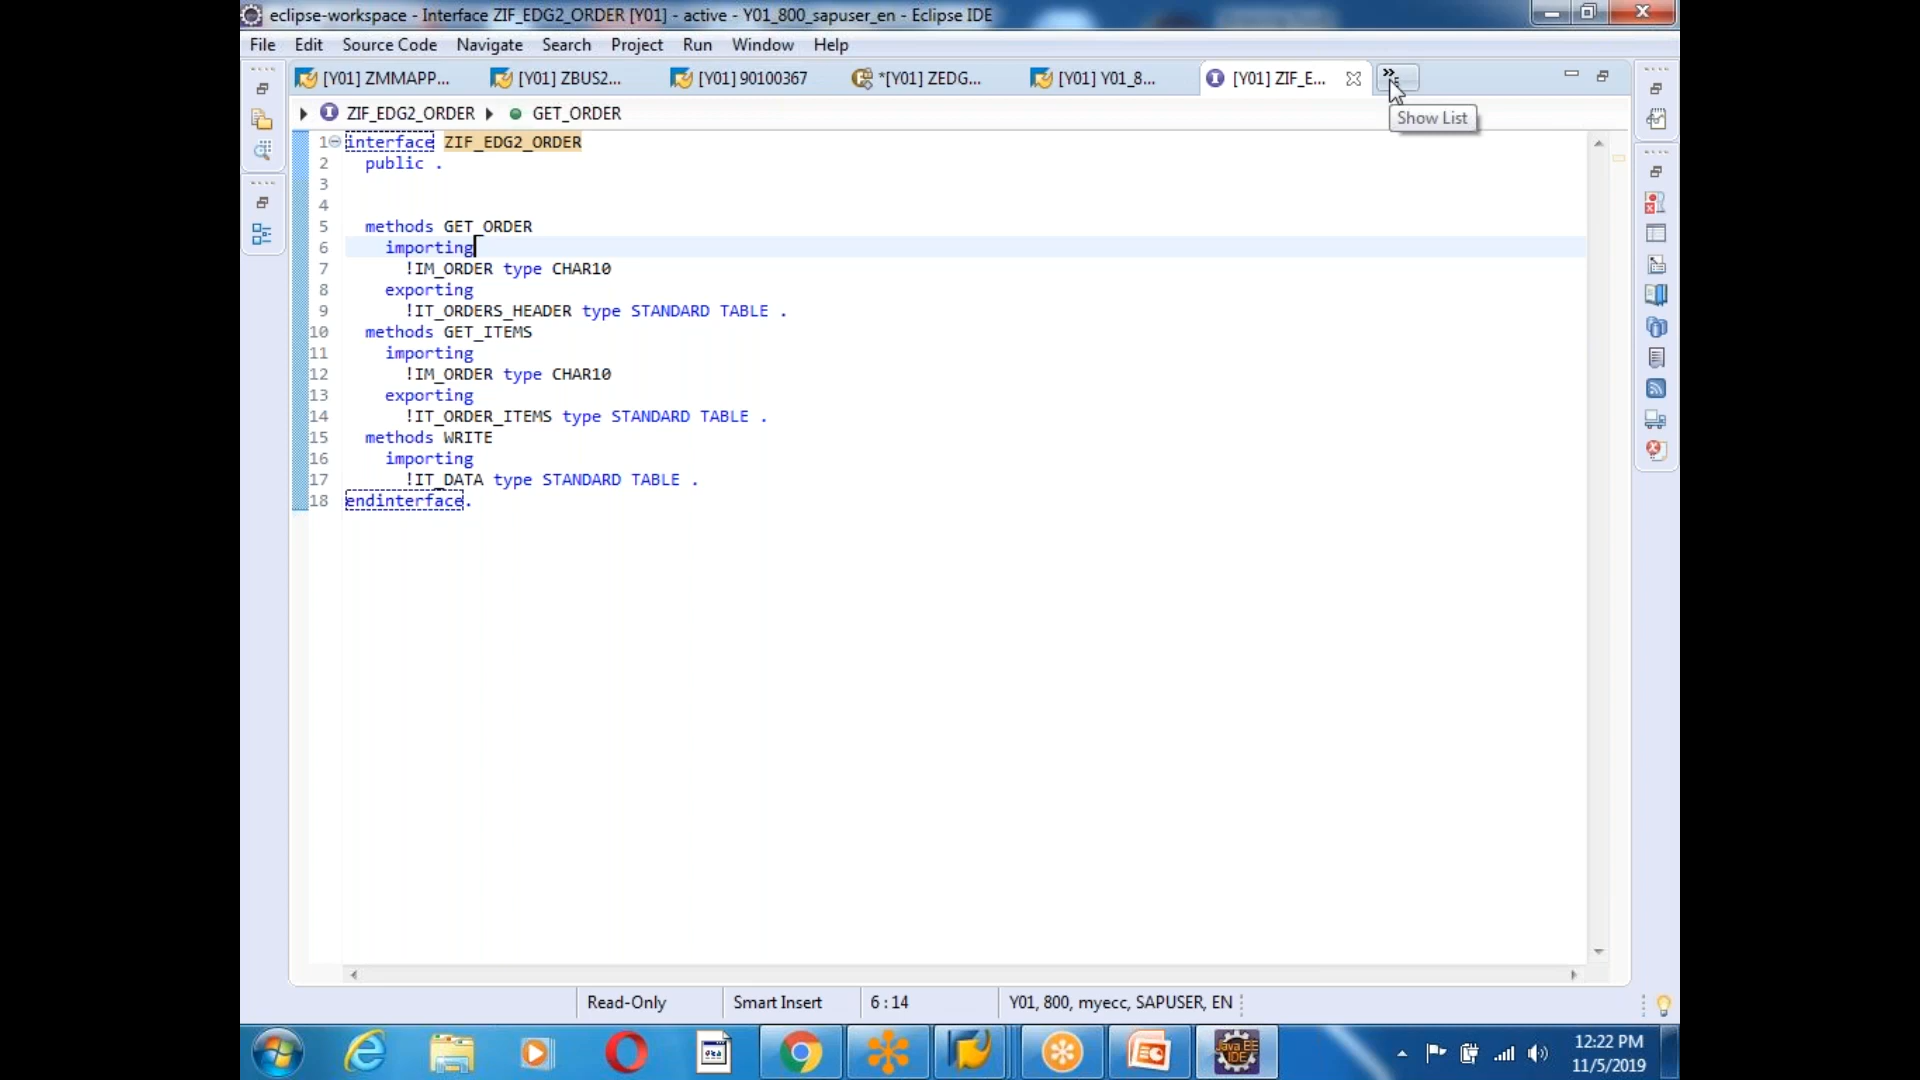 eclipse-workspace - Interface ZIF_EDG2_ORDER [Y01] - active - Y01_800_sapuser_en - Eclipse IDE
File Edit Source Code Navigate Search Project Run Window Help
[Y01] ZMMAPP... [Y01] ZBUS2... [Y01] 90100367 *[Y01] ZEDG... [Y01] Y01_8... [Y01] ZIF_E...
Show List
ZIF_EDG2_ORDER GET_ORDER
1 interface ZIF_EDG2_ORDER
2 public .
3
4
5 methods GET_ORDER
6 importing
7 !IM_ORDER type CHAR10
8 exporting
9 !IT_ORDERS_HEADER type STANDARD TABLE .
10 methods GET_ITEMS
11 importing
12 !IM_ORDER type CHAR10
13 exporting
14 !IT_ORDER_ITEMS type STANDARD TABLE .
15 methods WRITE
16 importing
17 !IT_DATA type STANDARD TABLE .
18 endinterface.
Read-Only Smart Insert 6 : 14 Y01, 800, myecc, SAPUSER, EN
Java EE
IDE
12:22 PM
11/5/2019